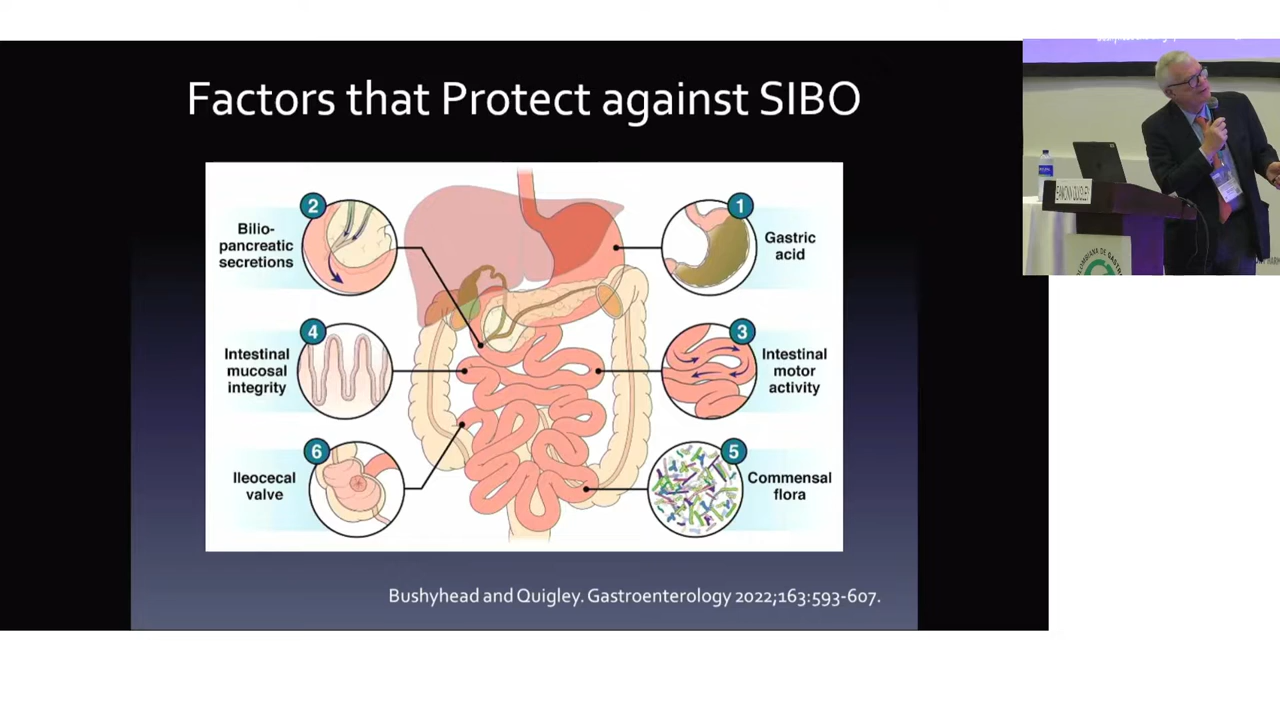 Factors that Protect against SIBO
2
Bilio-
pancreatic
secretions
1
Gastric
acid
4
Intestinal
mucosal
integrity
3
Intestinal
motor
activity
6
Ileocecal
valve
5
Commensal
flora
Bushyhead and Quigley. Gastroenterology 2022;163:593-607.